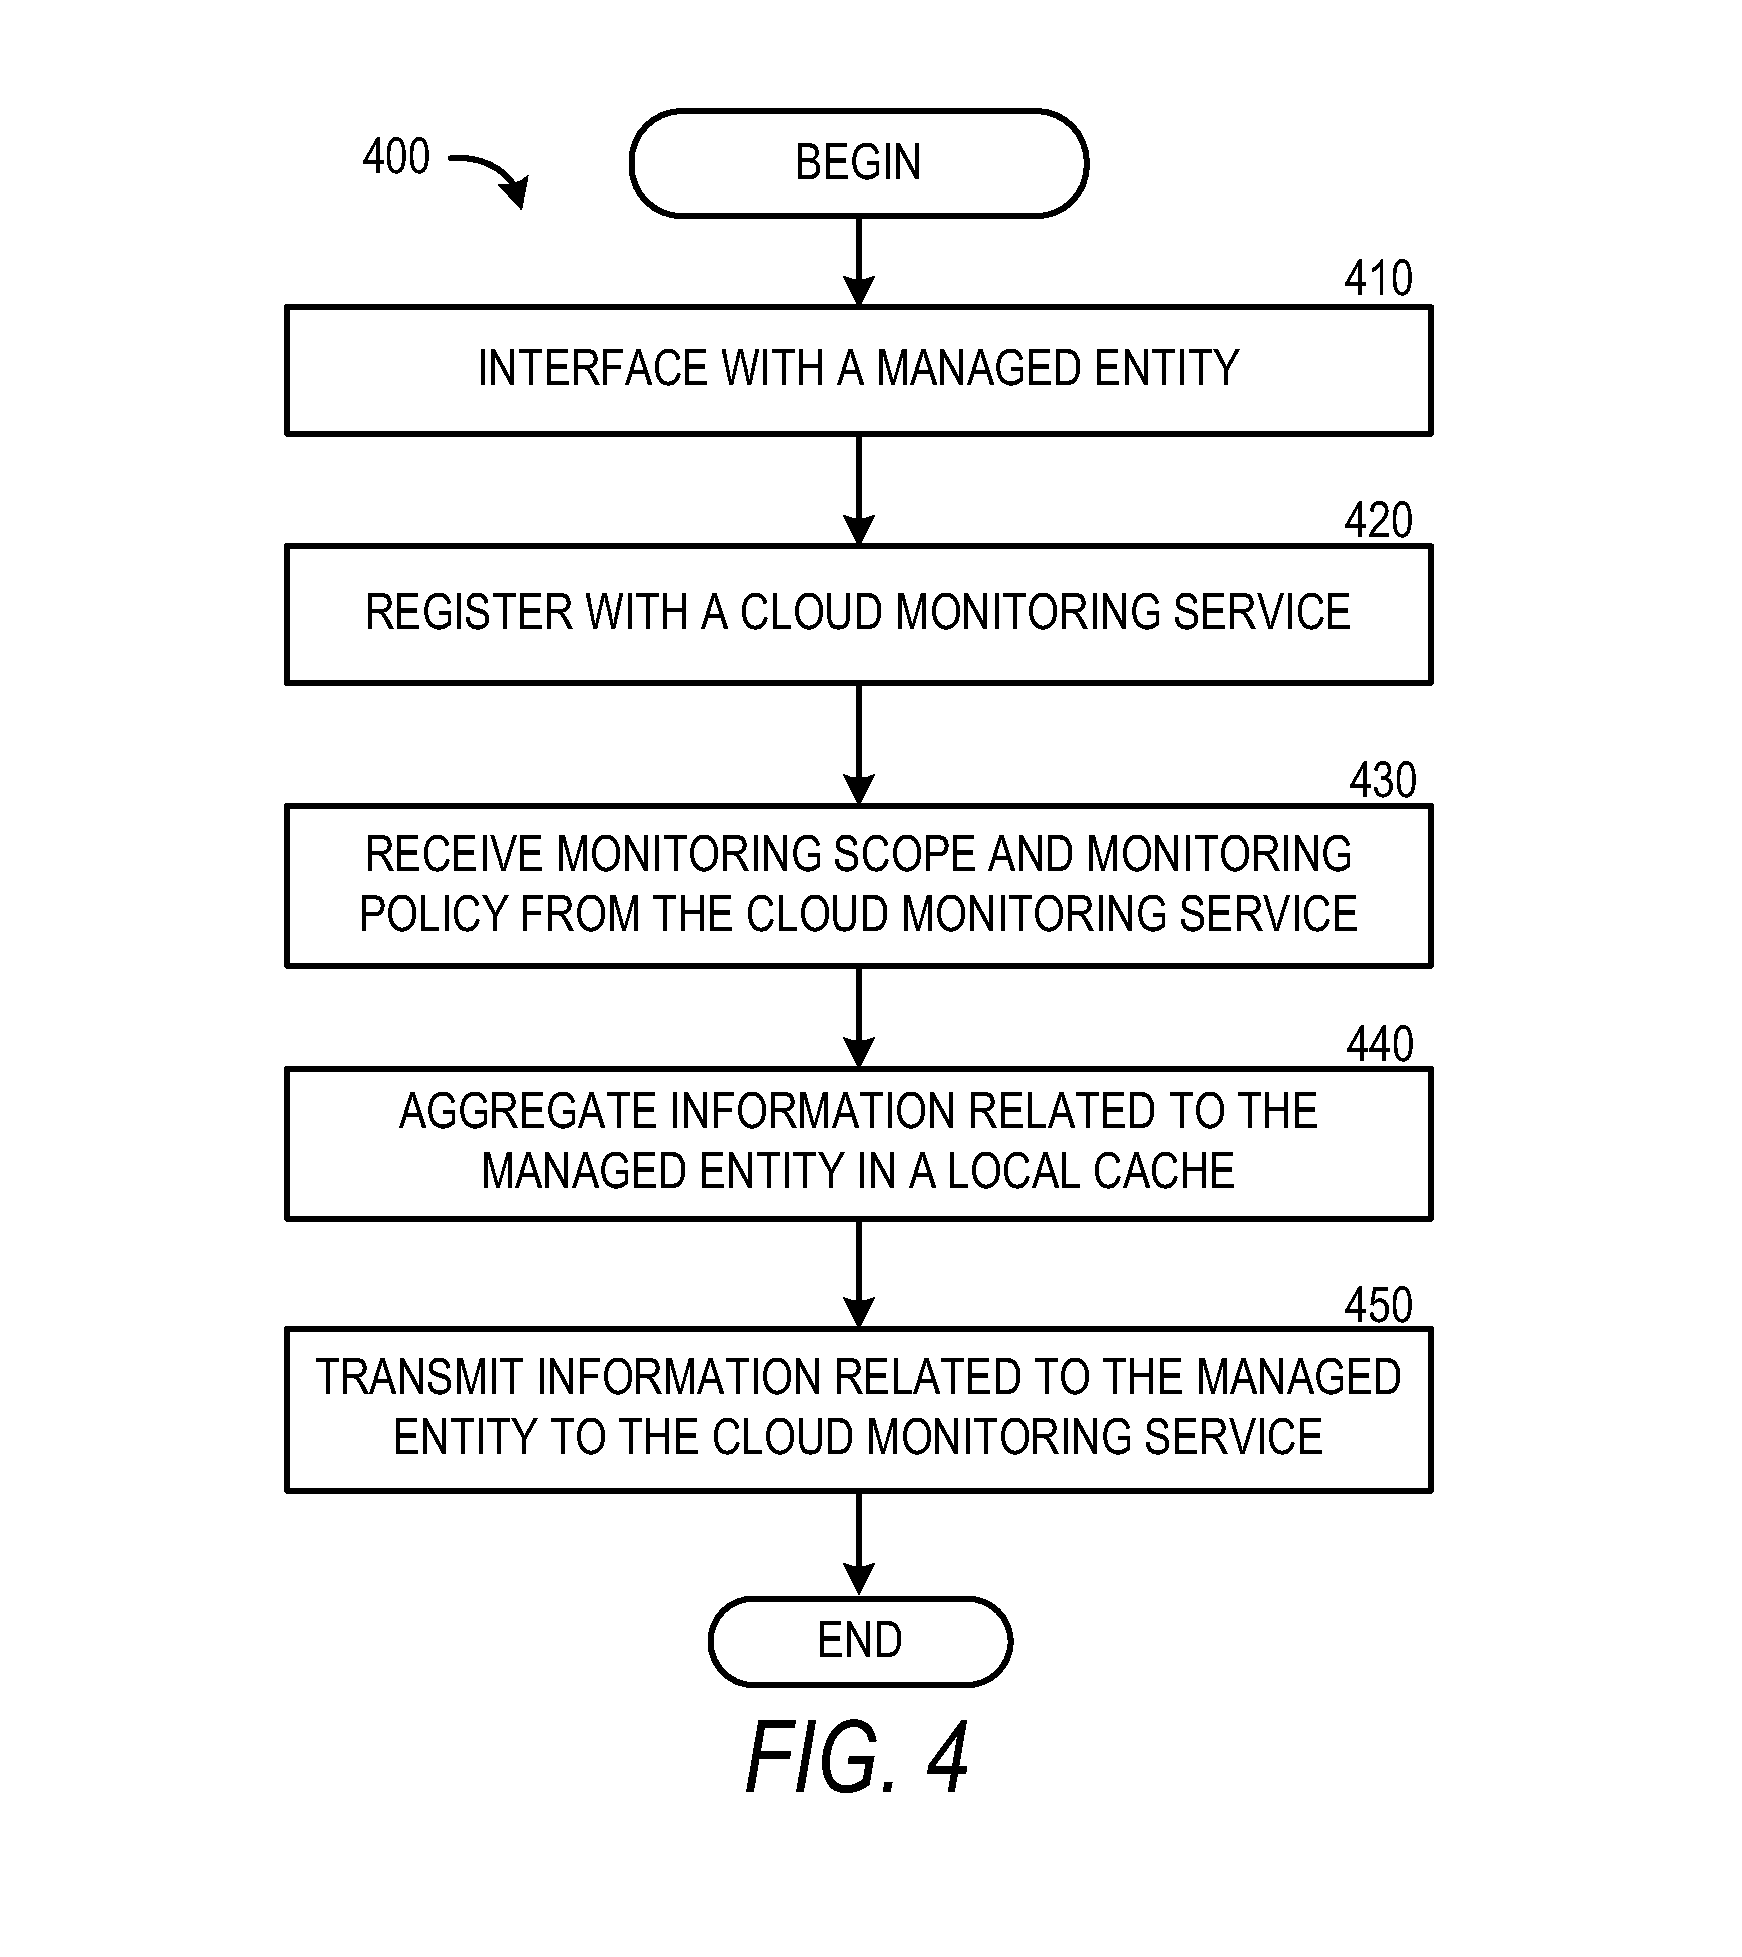 400
BEGIN
410
INTERFACE WITH A MANAGED ENTITY
420
REGISTER WITH A CLOUD MONITORING SERVICE
430
RECEIVE MONITORING SCOPE AND MONITORING
POLICY FROM THE CLOUD MONITORING SERVICE
440
AGGREGATE INFORMATION RELATED TO THE
MANAGED ENTITY IN A LOCAL CACHE
450
TRANSMIT INFORMATION RELATED TO THE MANAGED
ENTITY TO THE CLOUD MONITORING SERVICE
END
FIG. 4